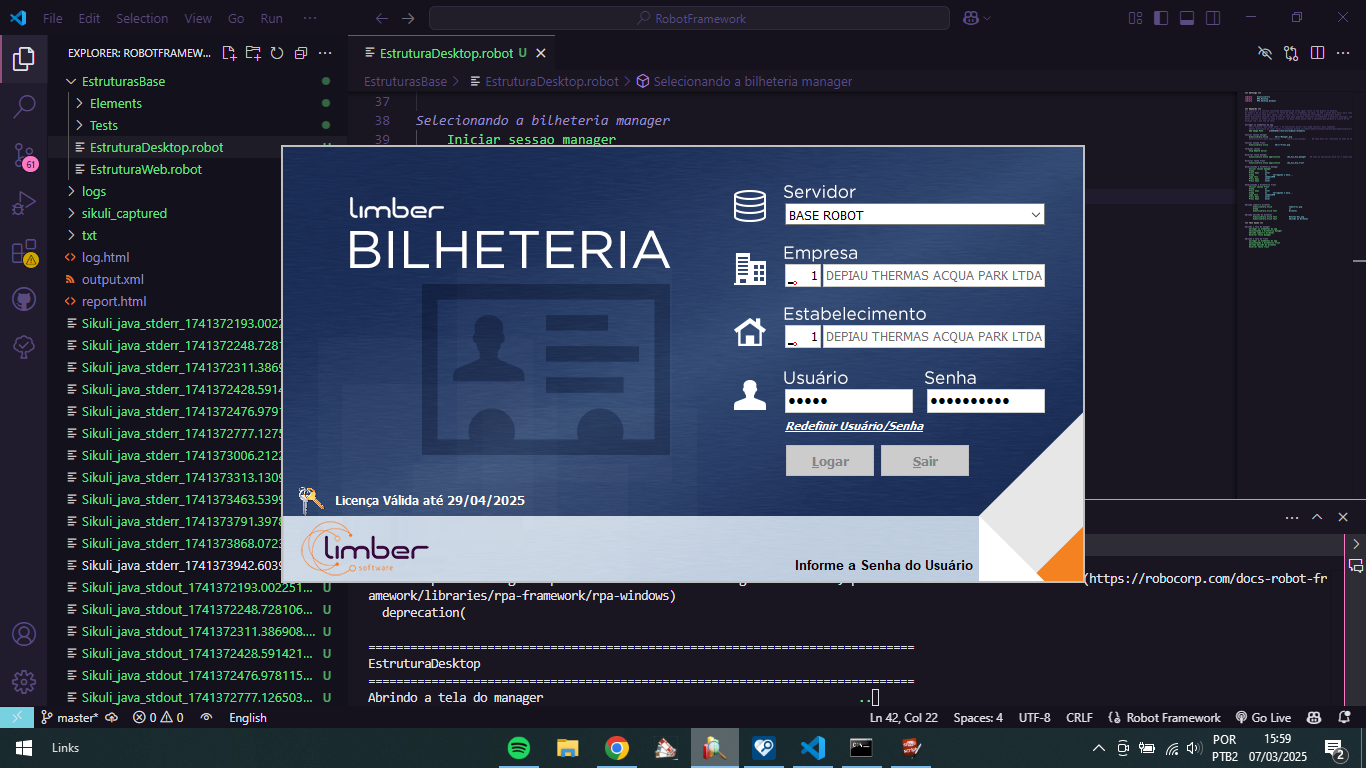 File Edit Selection View Go Run ···
RobotFramework
EXPLORER: ROBOTFRAMEW...
EstruturasBase
Elements
Tests
EstruturaDesktop.robot
EstruturaWeb.robot
logs
sikuli_captured
txt
log.html
output.xml
report.html
Sikuli_java_stderr_1741372193.0022
Sikuli_java_stderr_1741372248.7281
Sikuli_java_stderr_1741372311.3869
Sikuli_java_stderr_1741372428.5914
Sikuli_java_stderr_1741372476.9791
Sikuli_java_stderr_1741372777.1275
Sikuli_java_stderr_1741373006.2122
Sikuli_java_stderr_1741373313.1309
Sikuli_java_stderr_1741373463.5399
Sikuli_java_stderr_1741373791.3978
Sikuli_java_stderr_1741373868.0723
Sikuli_java_stderr_1741373942.6039
Sikuli_java_stdout_1741372193.002251... U
Sikuli_java_stdout_1741372248.728106... U
Sikuli_java_stdout_1741372311.386908.... U
Sikuli_java_stdout_1741372428.591421... U
Sikuli_java_stdout_1741372476.978115... U
Sikuli_java_stdout_1741372777.126503... U
61
EstruturaDesktop.robot U
EstruturasBase > EstruturaDesktop.robot > Selecionando a bilheteria manager
37
38 Selecionando a bilheteria manager
39 Iniciar sessao manager
limber
BILHETERIA
Servidor
BASE ROBOT
Empresa
1 DEPIAU THERMAS ACQUA PARK LTDA
Estabelecimento
1 DEPIAU THERMAS ACQUA PARK LTDA
Usuário Senha
●●●●● ●●●●●●●●●●
Redefinir Usuário/Senha
Logar Sair
Licença Válida até 29/04/2025
limber
software
Informe a Senha do Usuário
(https://robocorp.com/docs-robot-fr
amework/libraries/rpa-framework/rpa-windows)
deprecation(
==============================================================================
EstruturaDesktop
==============================================================================
Abrindo a tela do manager ..
master* 0 0 English
Ln 42, Col 22 Spaces: 4 UTF-8 CRLF Robot Framework Go Live
Links
POR
PTB2
15:59
07/03/2025
2